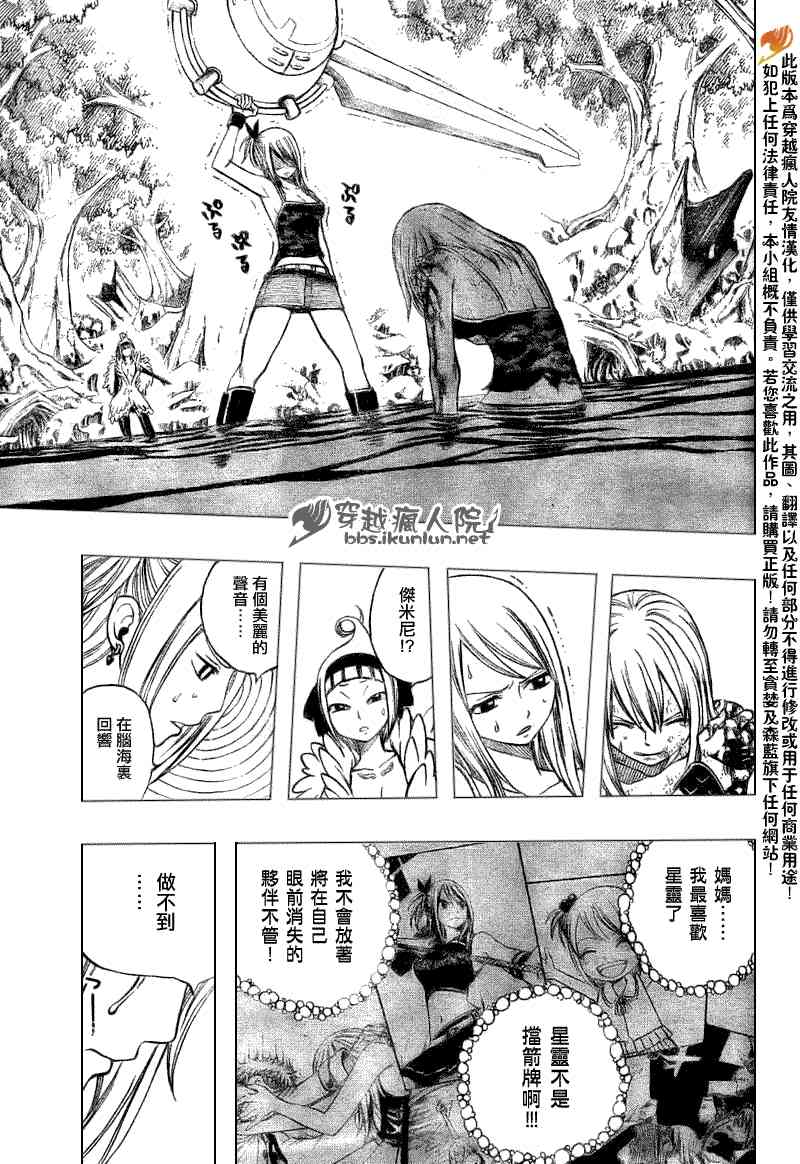 此版本爲穿越瘋人院友情漢化，僅供學習交流之用，其圖、翻譯以及任何部分不得進行修改或用于任何商業用途！
如犯上任何法律責任，本小組概不負責。若您喜歡此作品，請購買正版！請勿轉至貪婪及森藍旗下任何網站！
ぷる
ぷる
穿越瘋人院
bbs.ikunlun.net
傑米尼!?
有個美麗的
聲音……
在腦海裏
回響
媽媽……
我最喜歡
星靈了
星靈不是
擋箭牌啊!!!
我不會放著
將在自己
眼前消失的
夥伴不管！
做不到
……